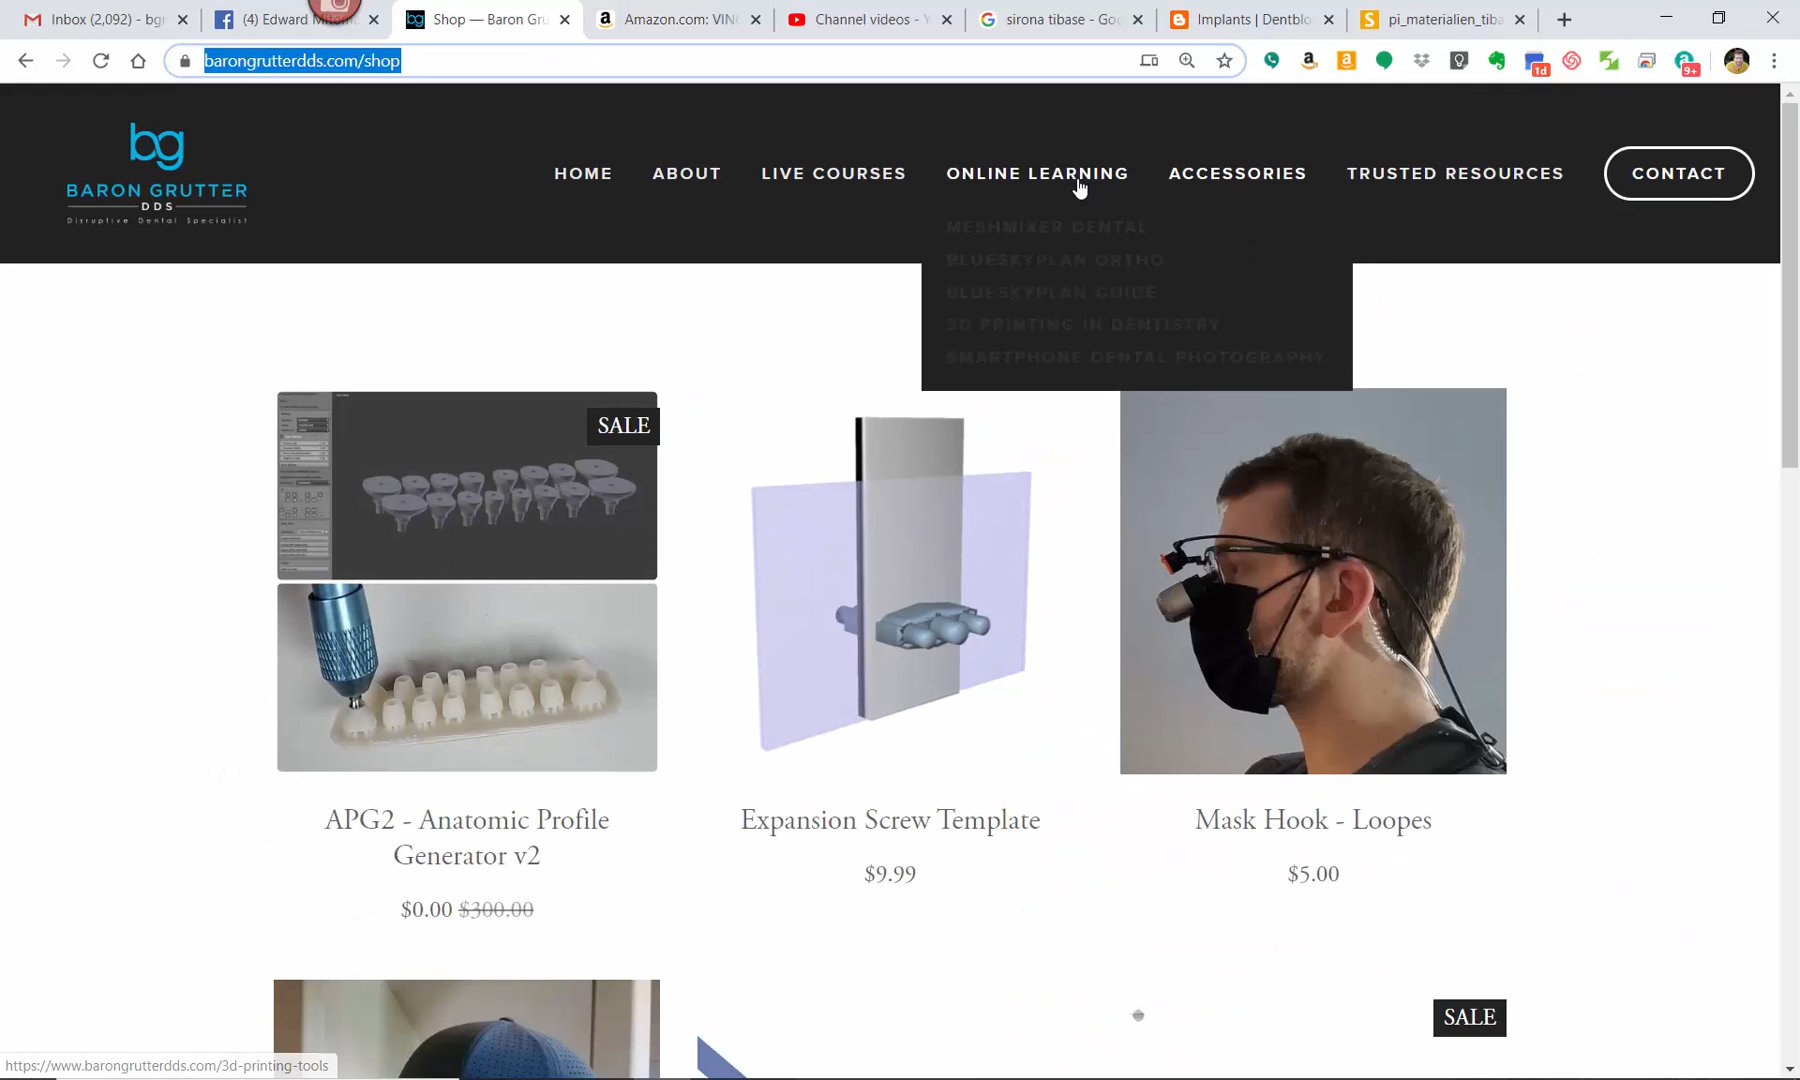 Inbox (2,092) - bgr
(4) Edward Mitom
Shop — Baron Gru
Amazon.com: VIN
Channel videos - Y
sirona tibase - Goo
Implants | Dentblo
pi_materialien_tiba
barongrutterdds.com/shop
1d
9+
bg
BARON GRUTTER
DDS
Disruptive Dental Specialist
HOME
ABOUT
LIVE COURSES
ONLINE LEARNING
ACCESSORIES
TRUSTED RESOURCES
CONTACT
MESHMIXER DENTAL
BLUESKYPLAN ORTHO
BLUESKYPLAN GUIDE
3D PRINTING IN DENTISTRY
SMARTPHONE DENTAL PHOTOGRAPHY
SALE
APG2 - Anatomic Profile
Generator v2
$0.00 $300.00
Expansion Screw Template
$9.99
Mask Hook - Loopes
$5.00
SALE
https://www.barongrutterdds.com/3d-printing-tools